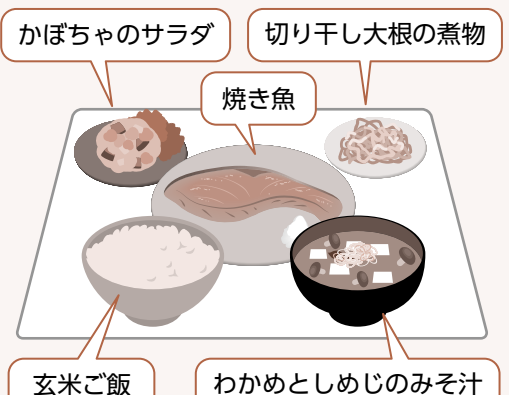 かぼちゃのサラダ
切り干し大根の煮物
焼き魚
玄米ご飯
わかめとしめじのみそ汁